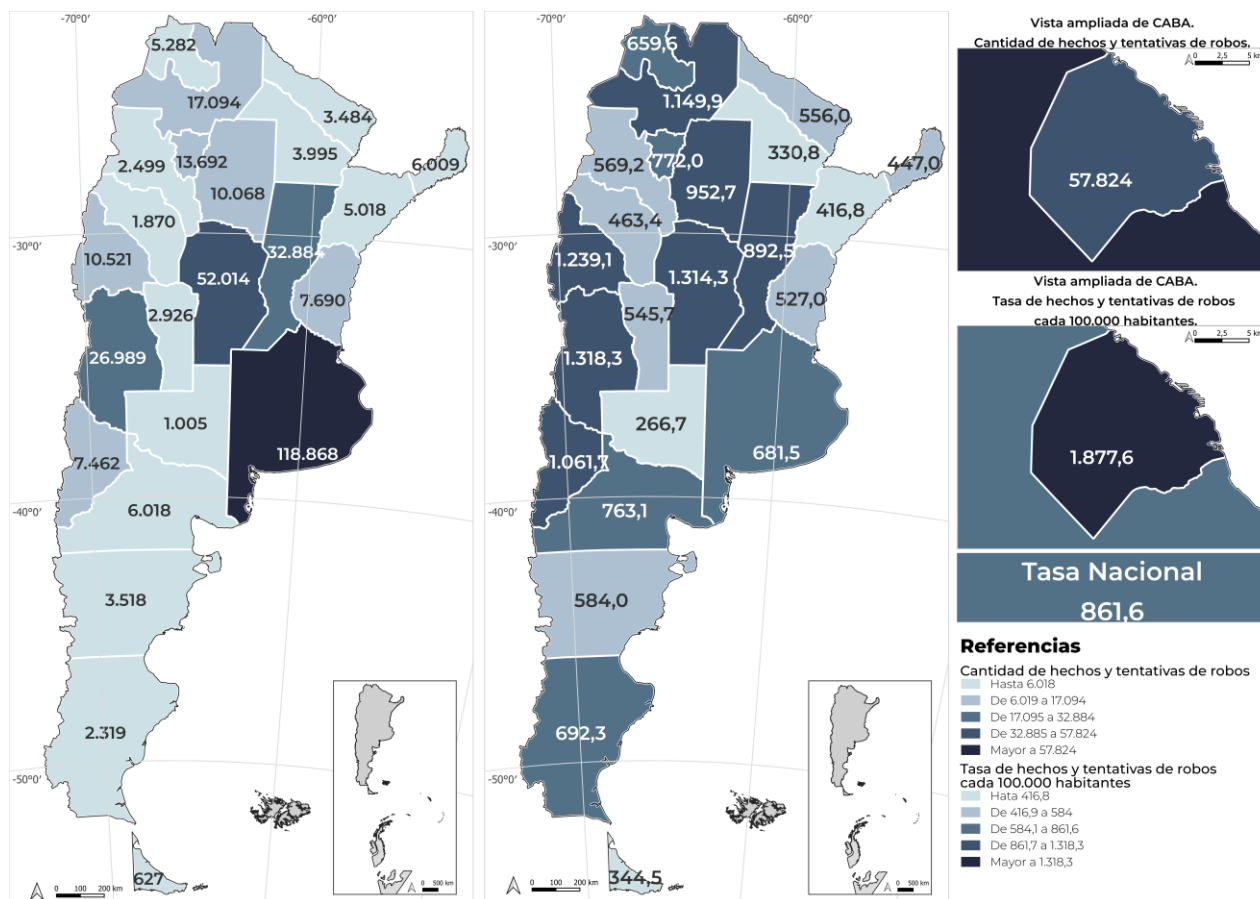 -70°0'
-60°0'
-30°0'
-40°0'
-50°0'
5.282
17.094
3.484
2.499
13.692
3.995
6.009
10.068
1.870
5.018
10.521
32.884
52.014
7.690
2.926
26.989
1.005
118.868
7.462
6.018
3.518
2.319
627
0 100 200 km
0 500 km
-70°0'
-60°0'
-30°0'
-40°0'
-50°0'
659,6
1.149,9
556,0
569,2
772,0
330,8
447,0
952,7
463,4
416,8
1.239,1
892,5
1.314,3
527,0
545,7
1.318,3
266,7
681,5
1.061,7
763,1
584,0
692,3
344,5
0 100 200 km
0 500 km
Vista ampliada de CABA.
Cantidad de hechos y tentativas de robos.
0 2,5 5 km
57.824
Vista ampliada de CABA.
Tasa de hechos y tentativas de robos
cada 100.000 habitantes.
0 2,5 5 km
1.877,6
Tasa Nacional
861,6
Referencias
Cantidad de hechos y tentativas de robos
Hasta 6.018
De 6.019 a 17.094
De 17.095 a 32.884
De 32.885 a 57.824
Mayor a 57.824
Tasa de hechos y tentativas de robos
cada 100.000 habitantes
Hata 416,8
De 416,9 a 584
De 584,1 a 861,6
De 861,7 a 1.318,3
Mayor a 1.318,3